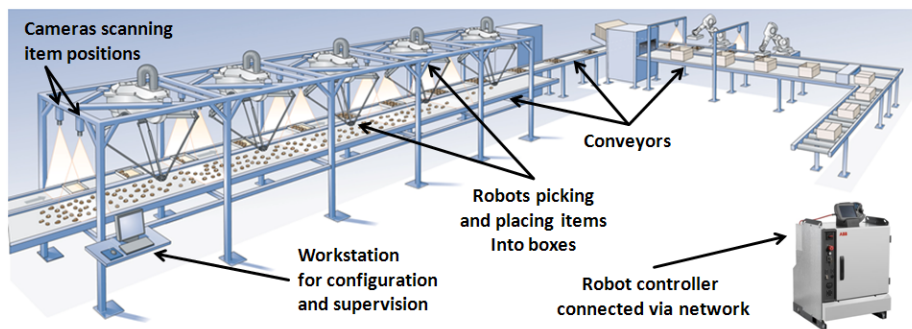 Cameras scanning
item positions
Conveyors
Robots picking
and placing items
Into boxes
Workstation
for configuration
and supervision
Robot controller
connected via network
ABB